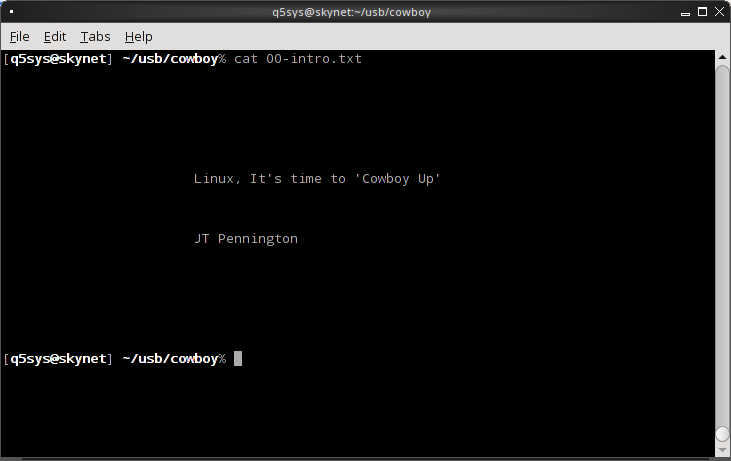 q5sys@skynet:~/usb/cowboy
File Edit Tabs Help
[q5sys@skynet] ~/usb/cowboy% cat 00-intro.txt
Linux, It's time to 'Cowboy Up'
JT Pennington
[q5sys@skynet] ~/usb/cowboy%